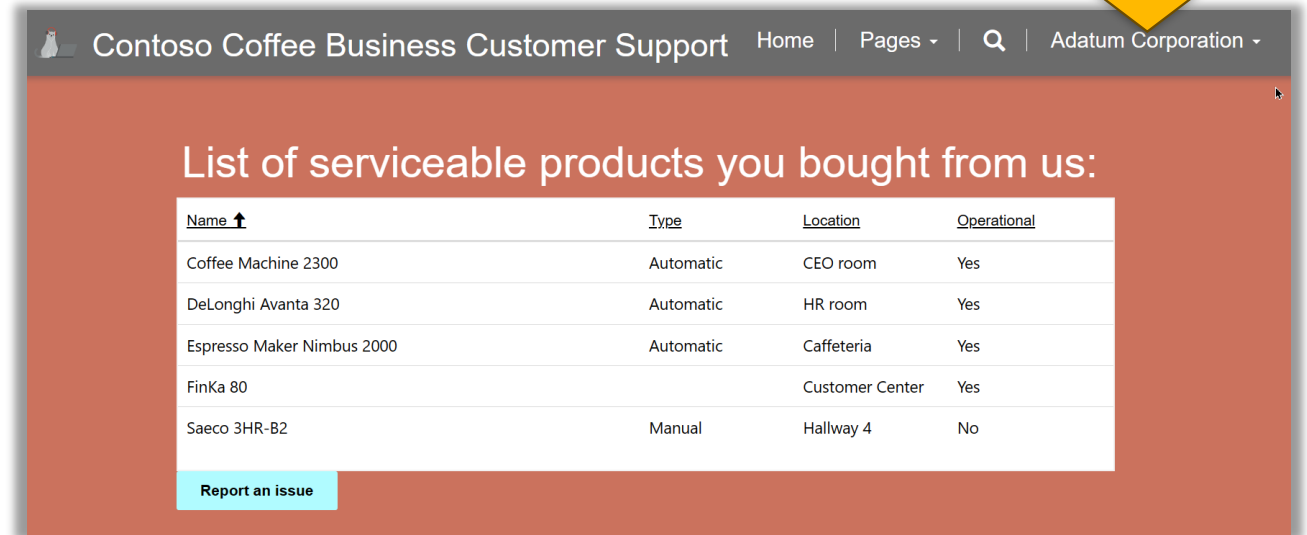 Contoso Coffee Business Customer Support Home Pages Adatum Corporation
List of serviceable products you bought from us:
Name Type Location Operational
Coffee Machine 2300 Automatic CEO room Yes
DeLonghi Avanta 320 Automatic HR room Yes
Espresso Maker Nimbus 2000 Automatic Caffeteria Yes
FinKa 80 Customer Center Yes
Saeco 3HR-B2 Manual Hallway 4 No
Report an issue